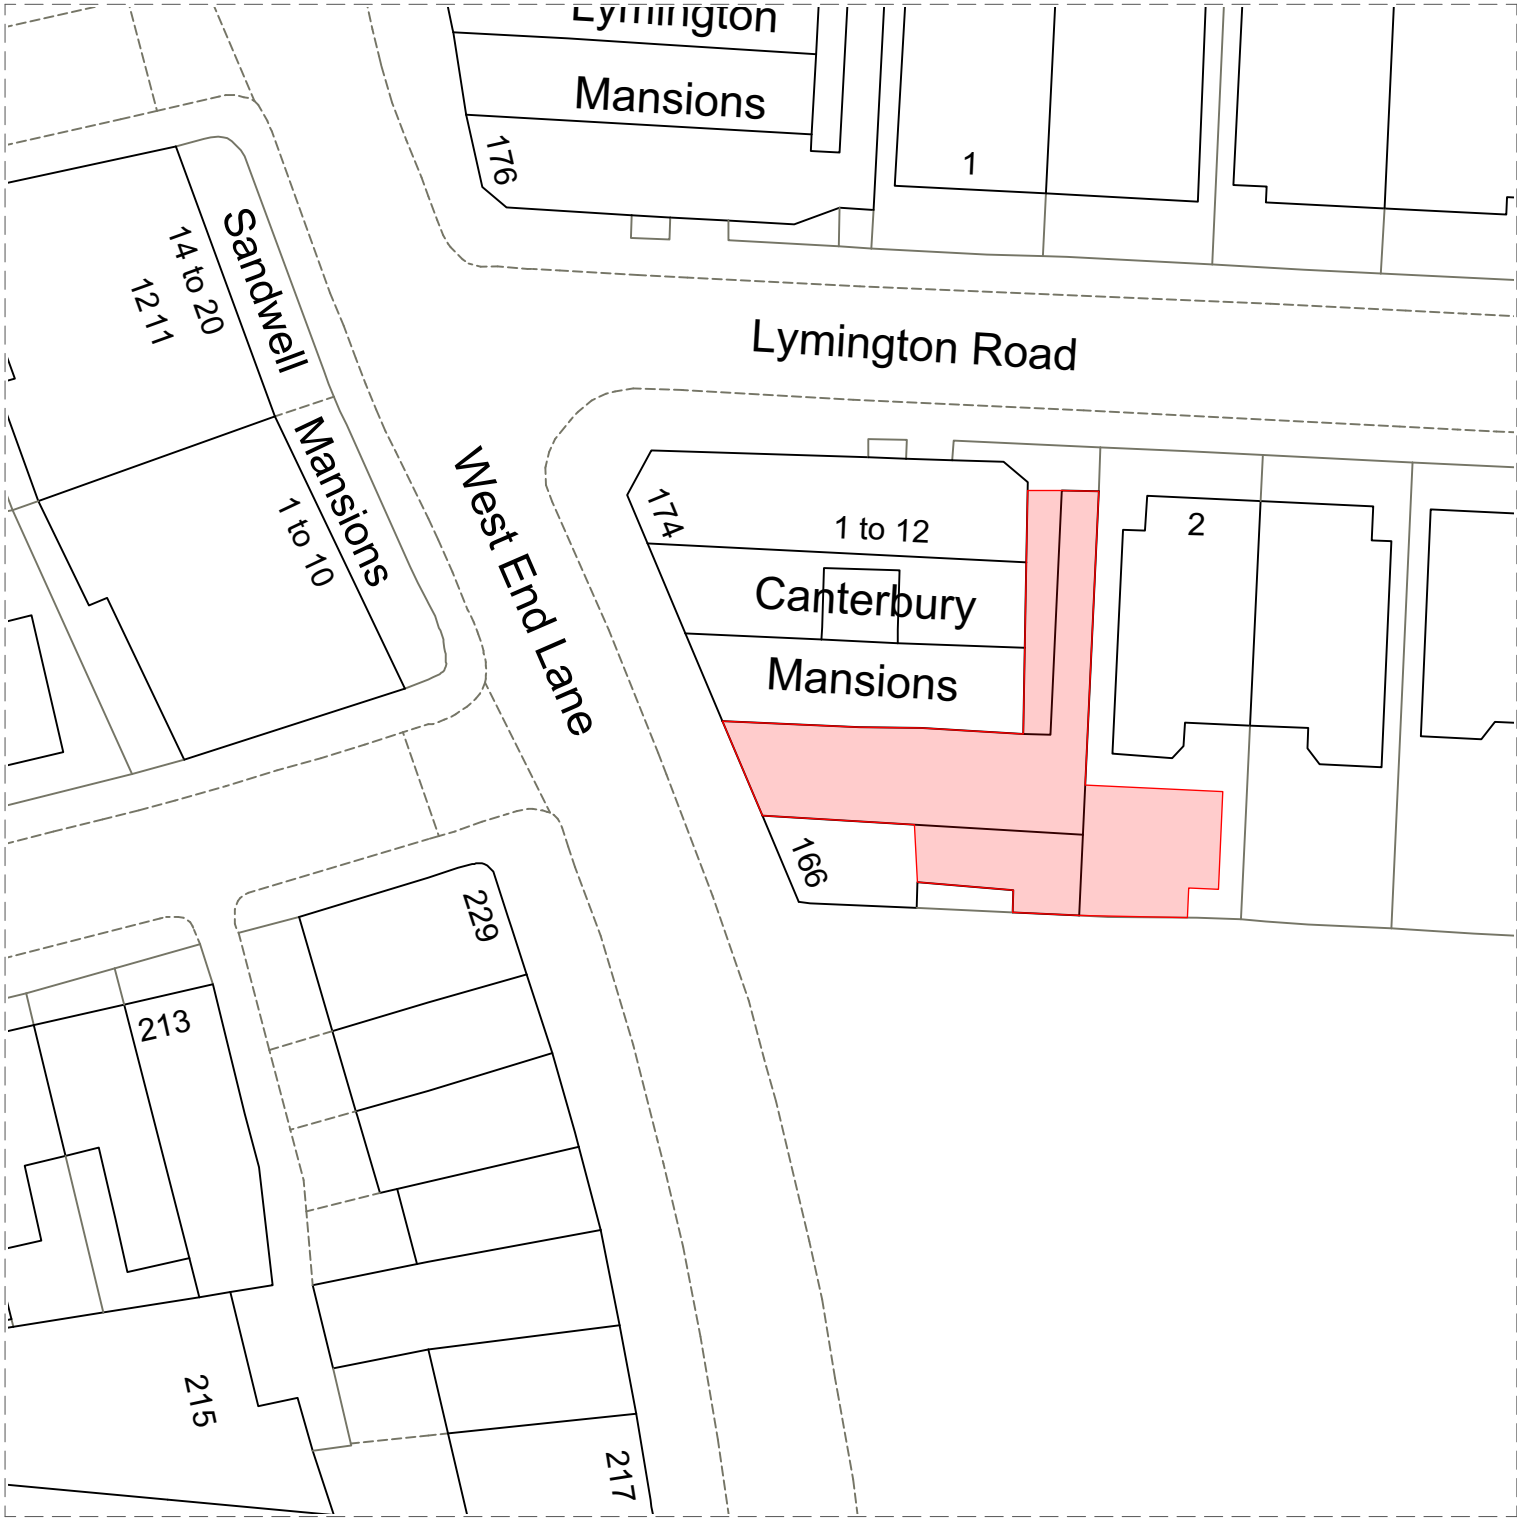 Lymington
Mansions
176
1
Sandwell
Mansions
14 to 20
12 11
1 to 10
Lymington Road
West End Lane
174
1 to 12
Canterbury
Mansions
2
166
229
213
215
217